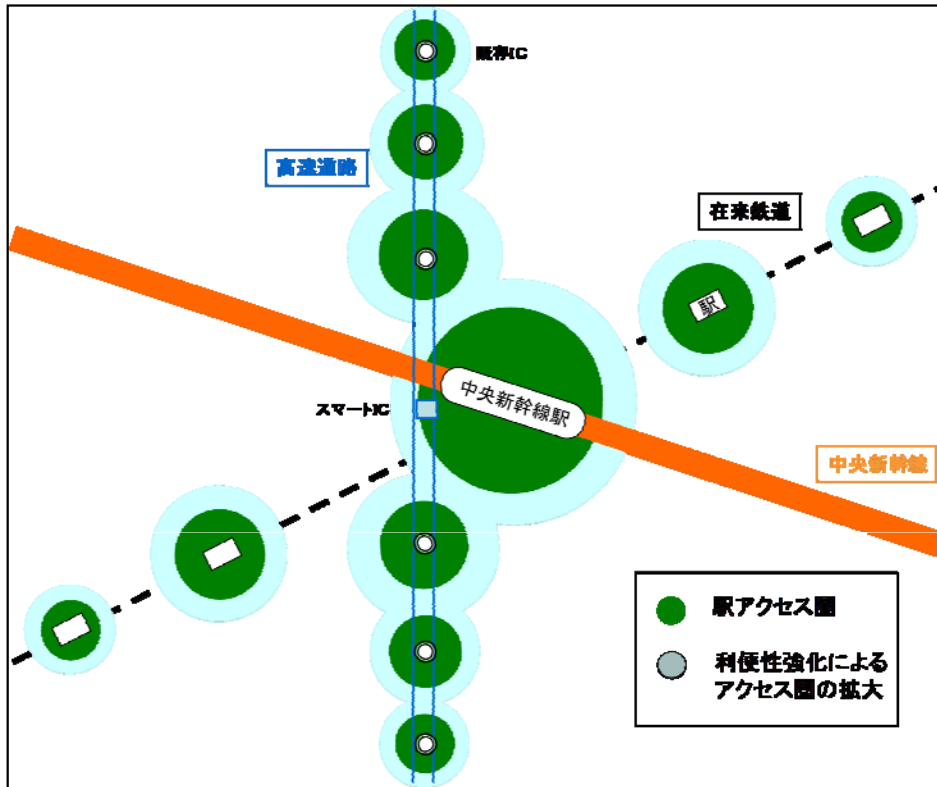 既存IC
高速道路
在来鉄道
駅
中央新幹線駅
スマートIC
中央新幹線
駅アクセス圏
利便性強化による
アクセス圏の拡大